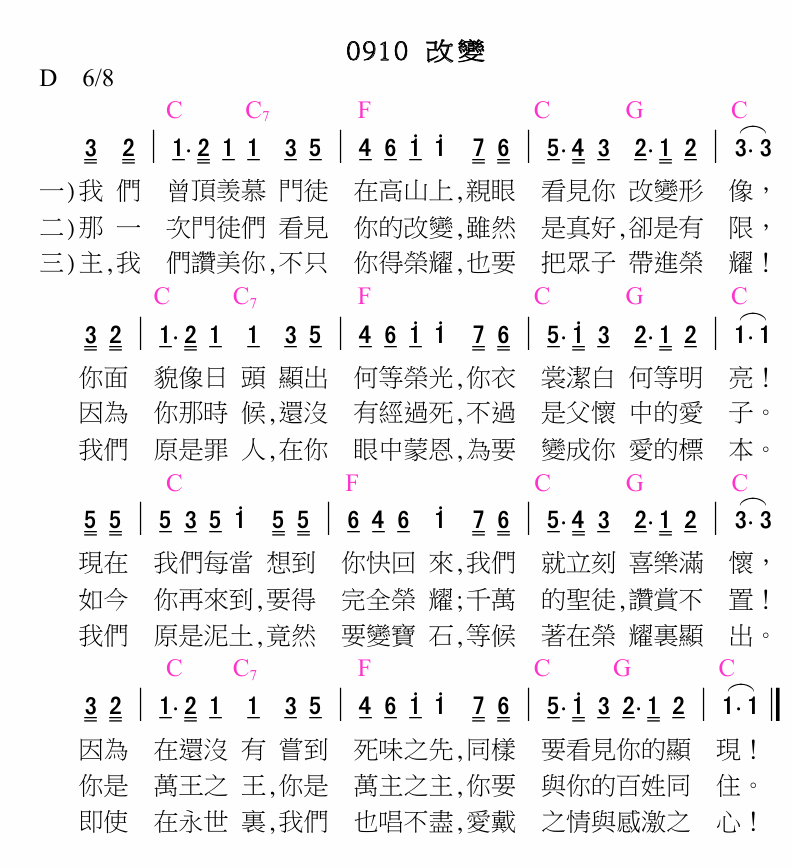 0910 改變
D 6/8
C C7 F C G C
3 2 | 1·2 1 1 3 5 | 4 6 i i 7 6 | 5·4 3 2·1 2 | 3·3
一)我 們 曾頂羨慕 門徒 在高山上,親眼 看見你 改變形 像，
二)那 一 次門徒們 看見 你的改變,雖然 是真好,卻是有 限，
三)主,我 們讚美你,不只 你得榮耀,也要 把眾子 帶進榮 耀！
C C7 F C G C
3 2 | 1·2 1 1 3 5 | 4 6 i i 7 6 | 5·i 3 2·1 2 | 1·1
你面 貌像日 頭 顯出 何等榮光,你衣 裳潔白 何等明 亮！
因為 你那時 候,還沒 有經過死,不過 是父懷 中的愛 子。
我們 原是罪 人,在你 眼中蒙恩,為要 變成你 愛的標 本。
C F C G C
5 5 | 5 3 5 i 5 5 | 6 4 6 i 7 6 | 5·4 3 2·1 2 | 3·3
現在 我們每當 想到 你快回 來,我們 就立刻 喜樂滿 懷，
如今 你再來到,要得 完全榮 耀;千萬 的聖徒,讚賞不 置！
我們 原是泥土,竟然 要變寶 石,等候 著在榮 耀裏顯 出。
C C7 F C G C
3 2 | 1·2 1 1 3 5 | 4 6 i i 7 6 | 5·i 3 2·1 2 | 1·1
因為 在還沒 有 嘗到 死味之先,同樣 要看見你的顯 現！
你是 萬王之 王,你是 萬主之主,你要 與你的百姓同 住。
即使 在永世 裏,我們 也唱不盡,愛戴 之情與感激之 心！